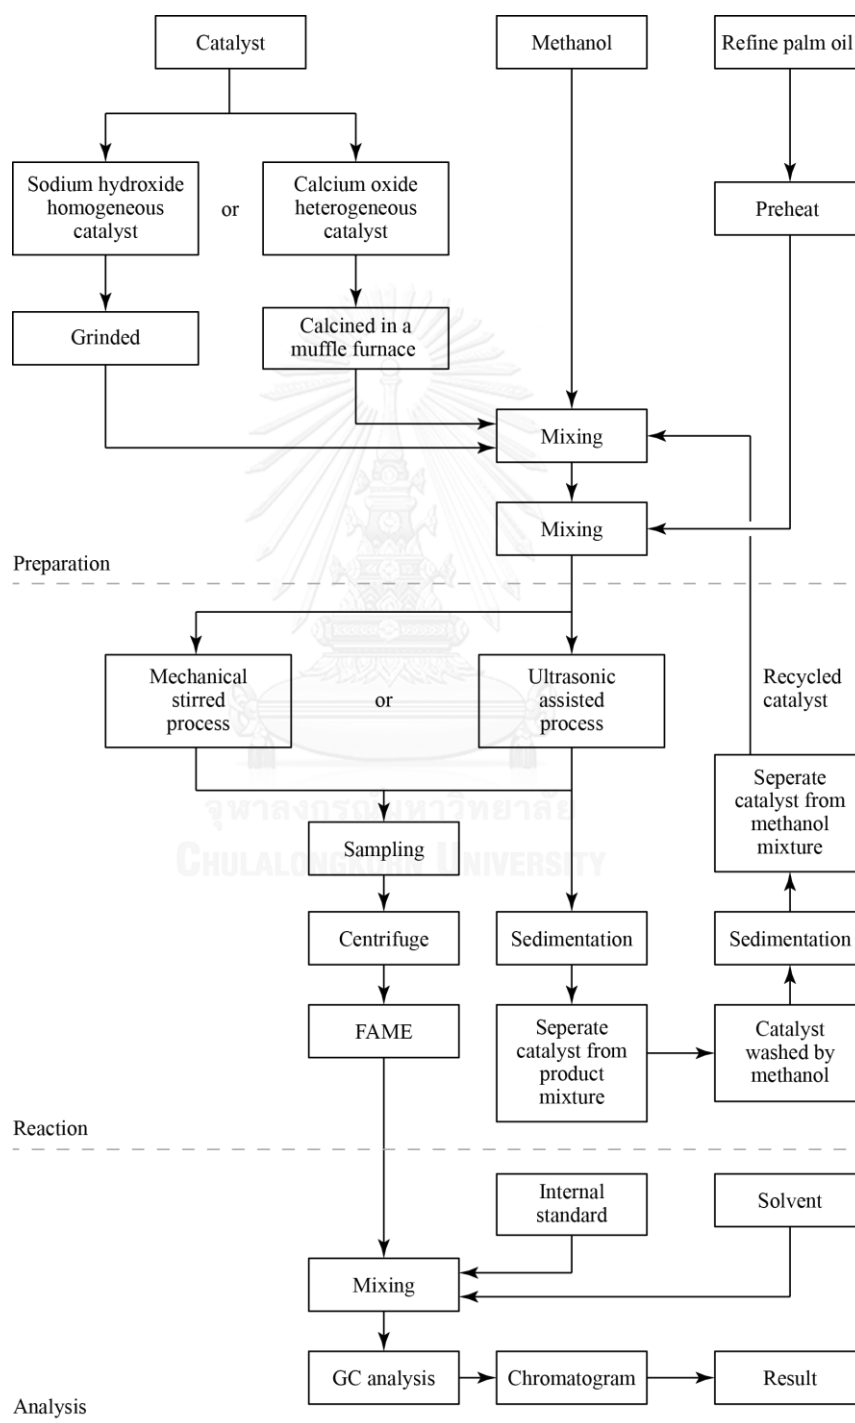 Catalyst
Methanol
Refine palm oil
Sodium hydroxide
homogeneous
catalyst
or
Calcium oxide
heterogeneous
catalyst
Preheat
Grinded
Calcined in a
muffle furnace
Mixing
Mixing
Preparation
Mechanical
stirred
process
or
Ultrasonic
assisted
process
Recycled
catalyst
Seperate
catalyst from
methanol
mixture
จุฬาลงกรณ์มหาวิทยาลัย
CHULALONGKORN UNIVERSITY
Sampling
Centrifuge
Sedimentation
Sedimentation
FAME
Seperate
catalyst from
product
mixture
Catalyst
washed by
methanol
Reaction
Internal
standard
Solvent
Mixing
GC analysis
Chromatogram
Result
Analysis